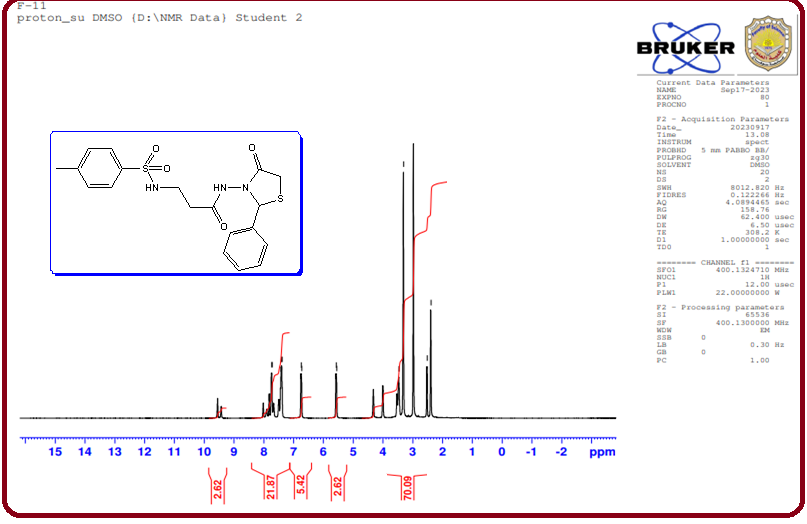 F-11
proton_su DMSO {D:\NMR Data} Student 2
BRUKER
Current Data Parameters
NAME Sep17-2023
EXPNO 80
PROCNO 1
F2 - Acquisition Parameters
Date_ 20230917
Time 13.08
INSTRUM spect
PROBHD 5 mm PABBO BB/
PULPROG zg30
SOLVENT DMSO
NS 20
DS 2
SWH 8012.820 Hz
FIDRES 0.122266 Hz
AQ 4.0894465 sec
RG 158.76
DW 62.400 usec
DE 6.50 usec
TE 308.2 K
D1 1.00000000 sec
TD0 1
======== CHANNEL f1 ========
SFO1 400.1324710 MHz
NUC1 1H
P1 12.00 usec
PLW1 22.00000000 W
F2 - Processing parameters
SI 65536
SF 400.1300000 MHz
WDW EM
SSB 0
LB 0.30 Hz
GB 0
PC 1.00
O
O
S
O
HN
HN
N
O
S
O
15 14 13 12 11 10 9 8 7 6 5 4 3 2 1 0 -1 -2 ppm
2.62
21.87
5.42
2.62
70.09